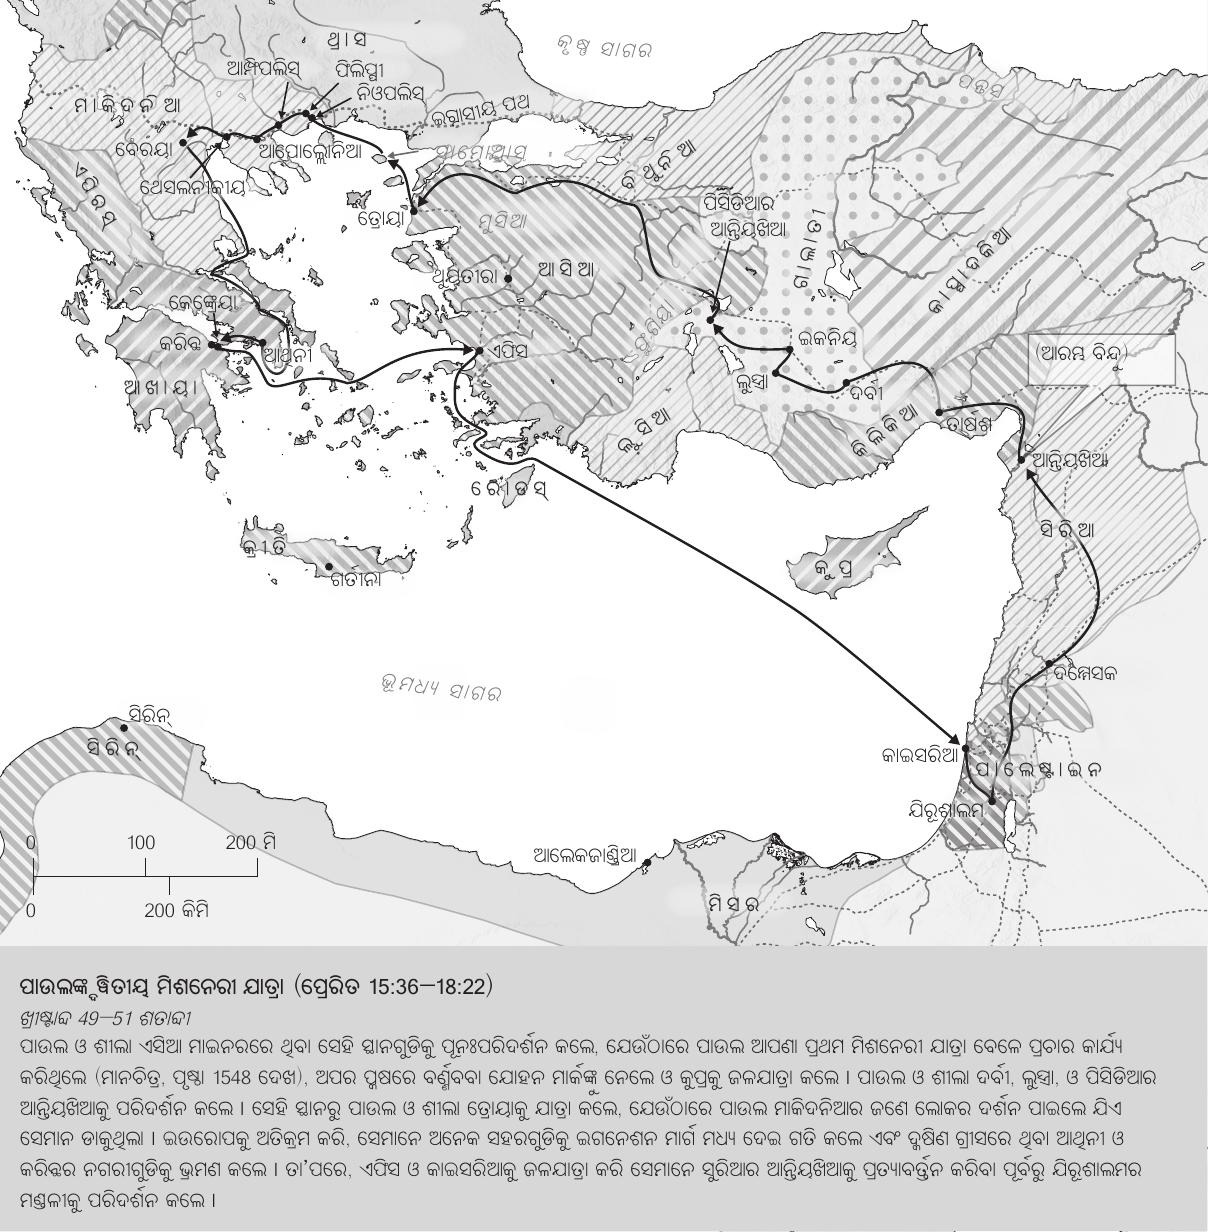 ଥ୍ରାସ
କୃଷ୍ଣ ସାଗର
ଆମ୍ଫିପଲିସ୍
ପିଲିପ୍ପୀ
ନିଓପଲିସ୍
ପନ୍ତସ
ମାକିଦନିଆ
ଇଗ୍ନାସୀୟ ପଥ
ବେରୟା
ଆପୋଲ୍ଲୋନିଆ
ସାମୋଥ୍ରାସ୍
ବିଥୁନିଆ
ଥେସଲନୀକୀୟ
ଏପିରସ
ତ୍ରୋୟା
ମୁସିଆ
ପିସିଡିଆର
ଆନ୍ତିୟଖିଆ
ଗାଲାତୀ
କାପ୍ପାଦକିଆ
ଥୁୟତୀରା
ଆସିଆ
ଫ୍ରୁଗିୟା
କେଙ୍କ୍ରେୟା
କରିନ୍ଥ
ଆଥିନୀ
ଏଫିସ
ଇକନିୟ
(ଆରମ୍ଭ ବିନ୍ଦୁ)
ଆଖାୟା
ଲୁସ୍ତ୍ରା
ଦର୍ବୀ
ଲୁସିଆ
କିଲିକିଆ
ତାର୍ଷଶ
ଆନ୍ତିୟଖିଆ
ରୋଡସ୍
ସିରିଆ
କ୍ରୀତି
ଗତୀନା
କୁପ୍ର
ଭୂମଧ୍ୟ ସାଗର
ଦମ୍ମେସକ
ସିରିନ୍
ସିରିନ୍
କାଇସରିଆ
ପାଲେଷ୍ଟାଇନ
ଯିରୂଶାଲମ
0 100 200 ମି
ଆଲେକଜାଣ୍ଡ୍ରିଆ
0 200 କିମି
ମିସର
ପାଉଲଙ୍କ ଦ୍ୱିତୀୟ ମିଶନେରୀ ଯାତ୍ରା (ପ୍ରେରିତ 15:36–18:22)
ଖ୍ରୀଷ୍ଟାବ୍ଦ 49–51 ଶତାବ୍ଦୀ
ପାଉଲ ଓ ଶୀଲା ଏସିଆ ମାଇନରରେ ଥିବା ସେହି ସ୍ଥାନଗୁଡିକୁ ପୂନଃପରିଦର୍ଶନ କଲେ, ଯେଉଁଠାରେ ପାଉଲ ଆପଣା ପ୍ରଥମ ମିଶନେରୀ ଯାତ୍ରା ବେଳେ ପ୍ରଚାର କାର୍ଯ୍ୟ
କରିଥିଲେ (ମାନଚିତ୍ର, ପୃଷ୍ଠା 1548 ଦେଖ), ଅପର ପକ୍ଷରେ ବର୍ଣ୍ଣବବା ଯୋହନ ମାର୍କଙ୍କୁ ନେଲେ ଓ କୁପ୍ରକୁ ଜଳଯାତ୍ରା କଲେ । ପାଉଲ ଓ ଶୀଲା ଦର୍ବୀ, ଲୁସ୍ତ୍ରା, ଓ ପିସିଡିଆର
ଆନ୍ତିୟଖିଆକୁ ପରିଦର୍ଶନ କଲେ । ସେହି ସ୍ଥାନରୁ ପାଉଲ ଓ ଶୀଲା ତ୍ରୋୟାକୁ ଯାତ୍ରା କଲେ, ଯେଉଁଠାରେ ପାଉଲ ମାକିଦନିଆର ଜଣେ ଲୋକର ଦର୍ଶନ ପାଇଲେ ଯିଏ
ସେମାନ ଡାକୁଥିଲା । ଇଉରୋପକୁ ଅତିକ୍ରମ କରି, ସେମାନେ ଅନେକ ସହରଗୁଡିକୁ ଇଗନେଶନ ମାର୍ଗ ମଧ୍ୟ ଦେଇ ଗତି କଲେ ଏବଂ ଦକ୍ଷିଣ ଗ୍ରୀସରେ ଥିବା ଆଥିନୀ ଓ
କରିନ୍ଥର ନଗରୀଗୁଡିକୁ ଭ୍ରମଣ କଲେ । ତା'ପରେ, ଏଫିସ ଓ କାଇସରିଆକୁ ଜଳଯାତ୍ରା କରି ସେମାନେ ସୁରିଆର ଆନ୍ତିୟଖିଆକୁ ପ୍ରତ୍ୟାବର୍ତ୍ତନ କରିବା ପୂର୍ବରୁ ଯିରୂଶାଲମର
ମଣ୍ଡଳୀକୁ ପରିଦର୍ଶନ କଲେ ।